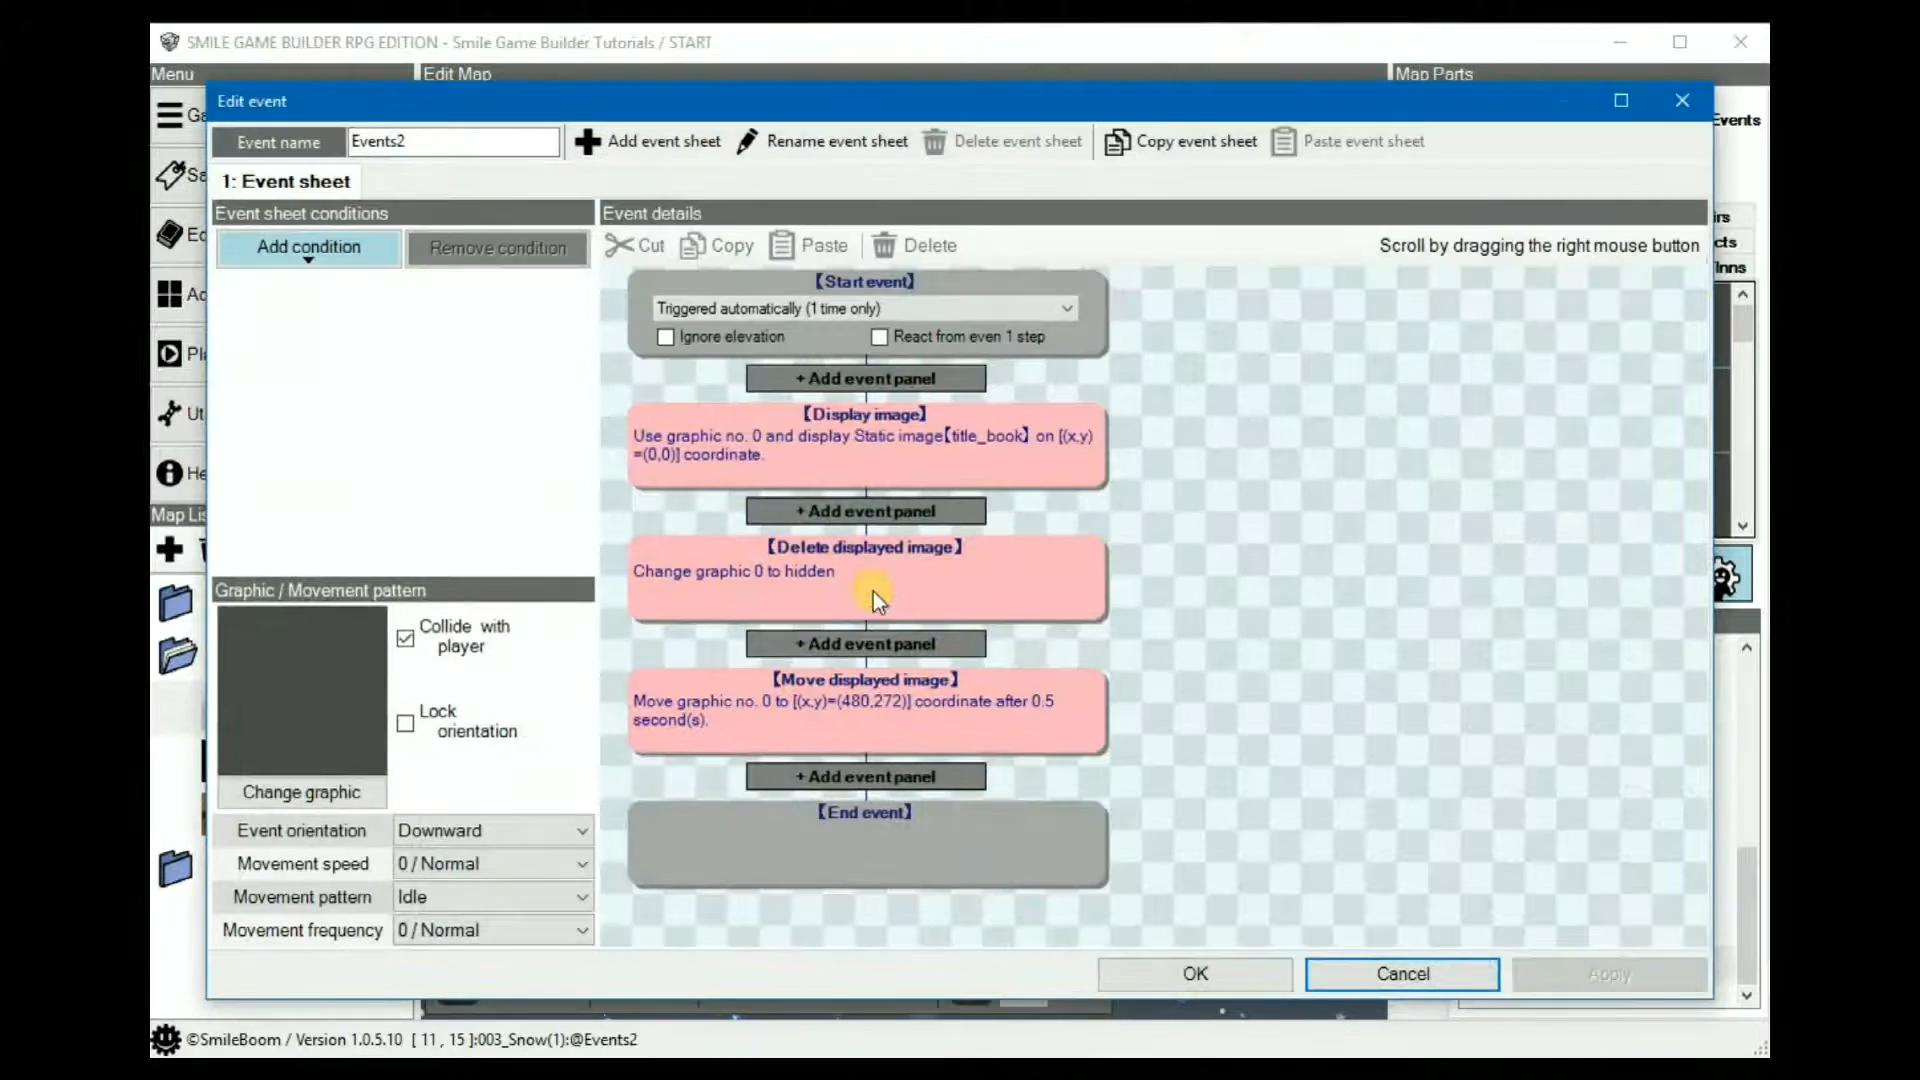 SMILE GAME BUILDER RPG EDITION - Smile Game Builder Tutorials / START
Menu
Edit Map
Map Parts
Edit event
Event name
Events2
Add event sheet
Rename event sheet
Delete event sheet
Copy event sheet
Paste event sheet
1: Event sheet
Event sheet conditions
Event details
Add condition
Remove condition
Cut
Copy
Paste
Delete
Scroll by dragging the right mouse button
【Start event】
Triggered automatically (1 time only)
Ignore elevation
React from even 1 step
+ Add event panel
【Display image】
Use graphic no. 0 and display Static image【title_book】 on [(x,y)
=(0,0)] coordinate.
+ Add event panel
【Delete displayed image】
Change graphic 0 to hidden
+ Add event panel
【Move displayed image】
Move graphic no. 0 to [(x,y)=(480,272)] coordinate after 0.5
second(s).
+ Add event panel
【End event】
Graphic / Movement pattern
Collide with
player
Lock
orientation
Change graphic
Event orientation
Downward
Movement speed
0 / Normal
Movement pattern
Idle
Movement frequency
0 / Normal
OK
Cancel
Apply
©SmileBoom / Version 1.0.5.10 [ 11 , 15 ]:003_Snow(1):@Events2